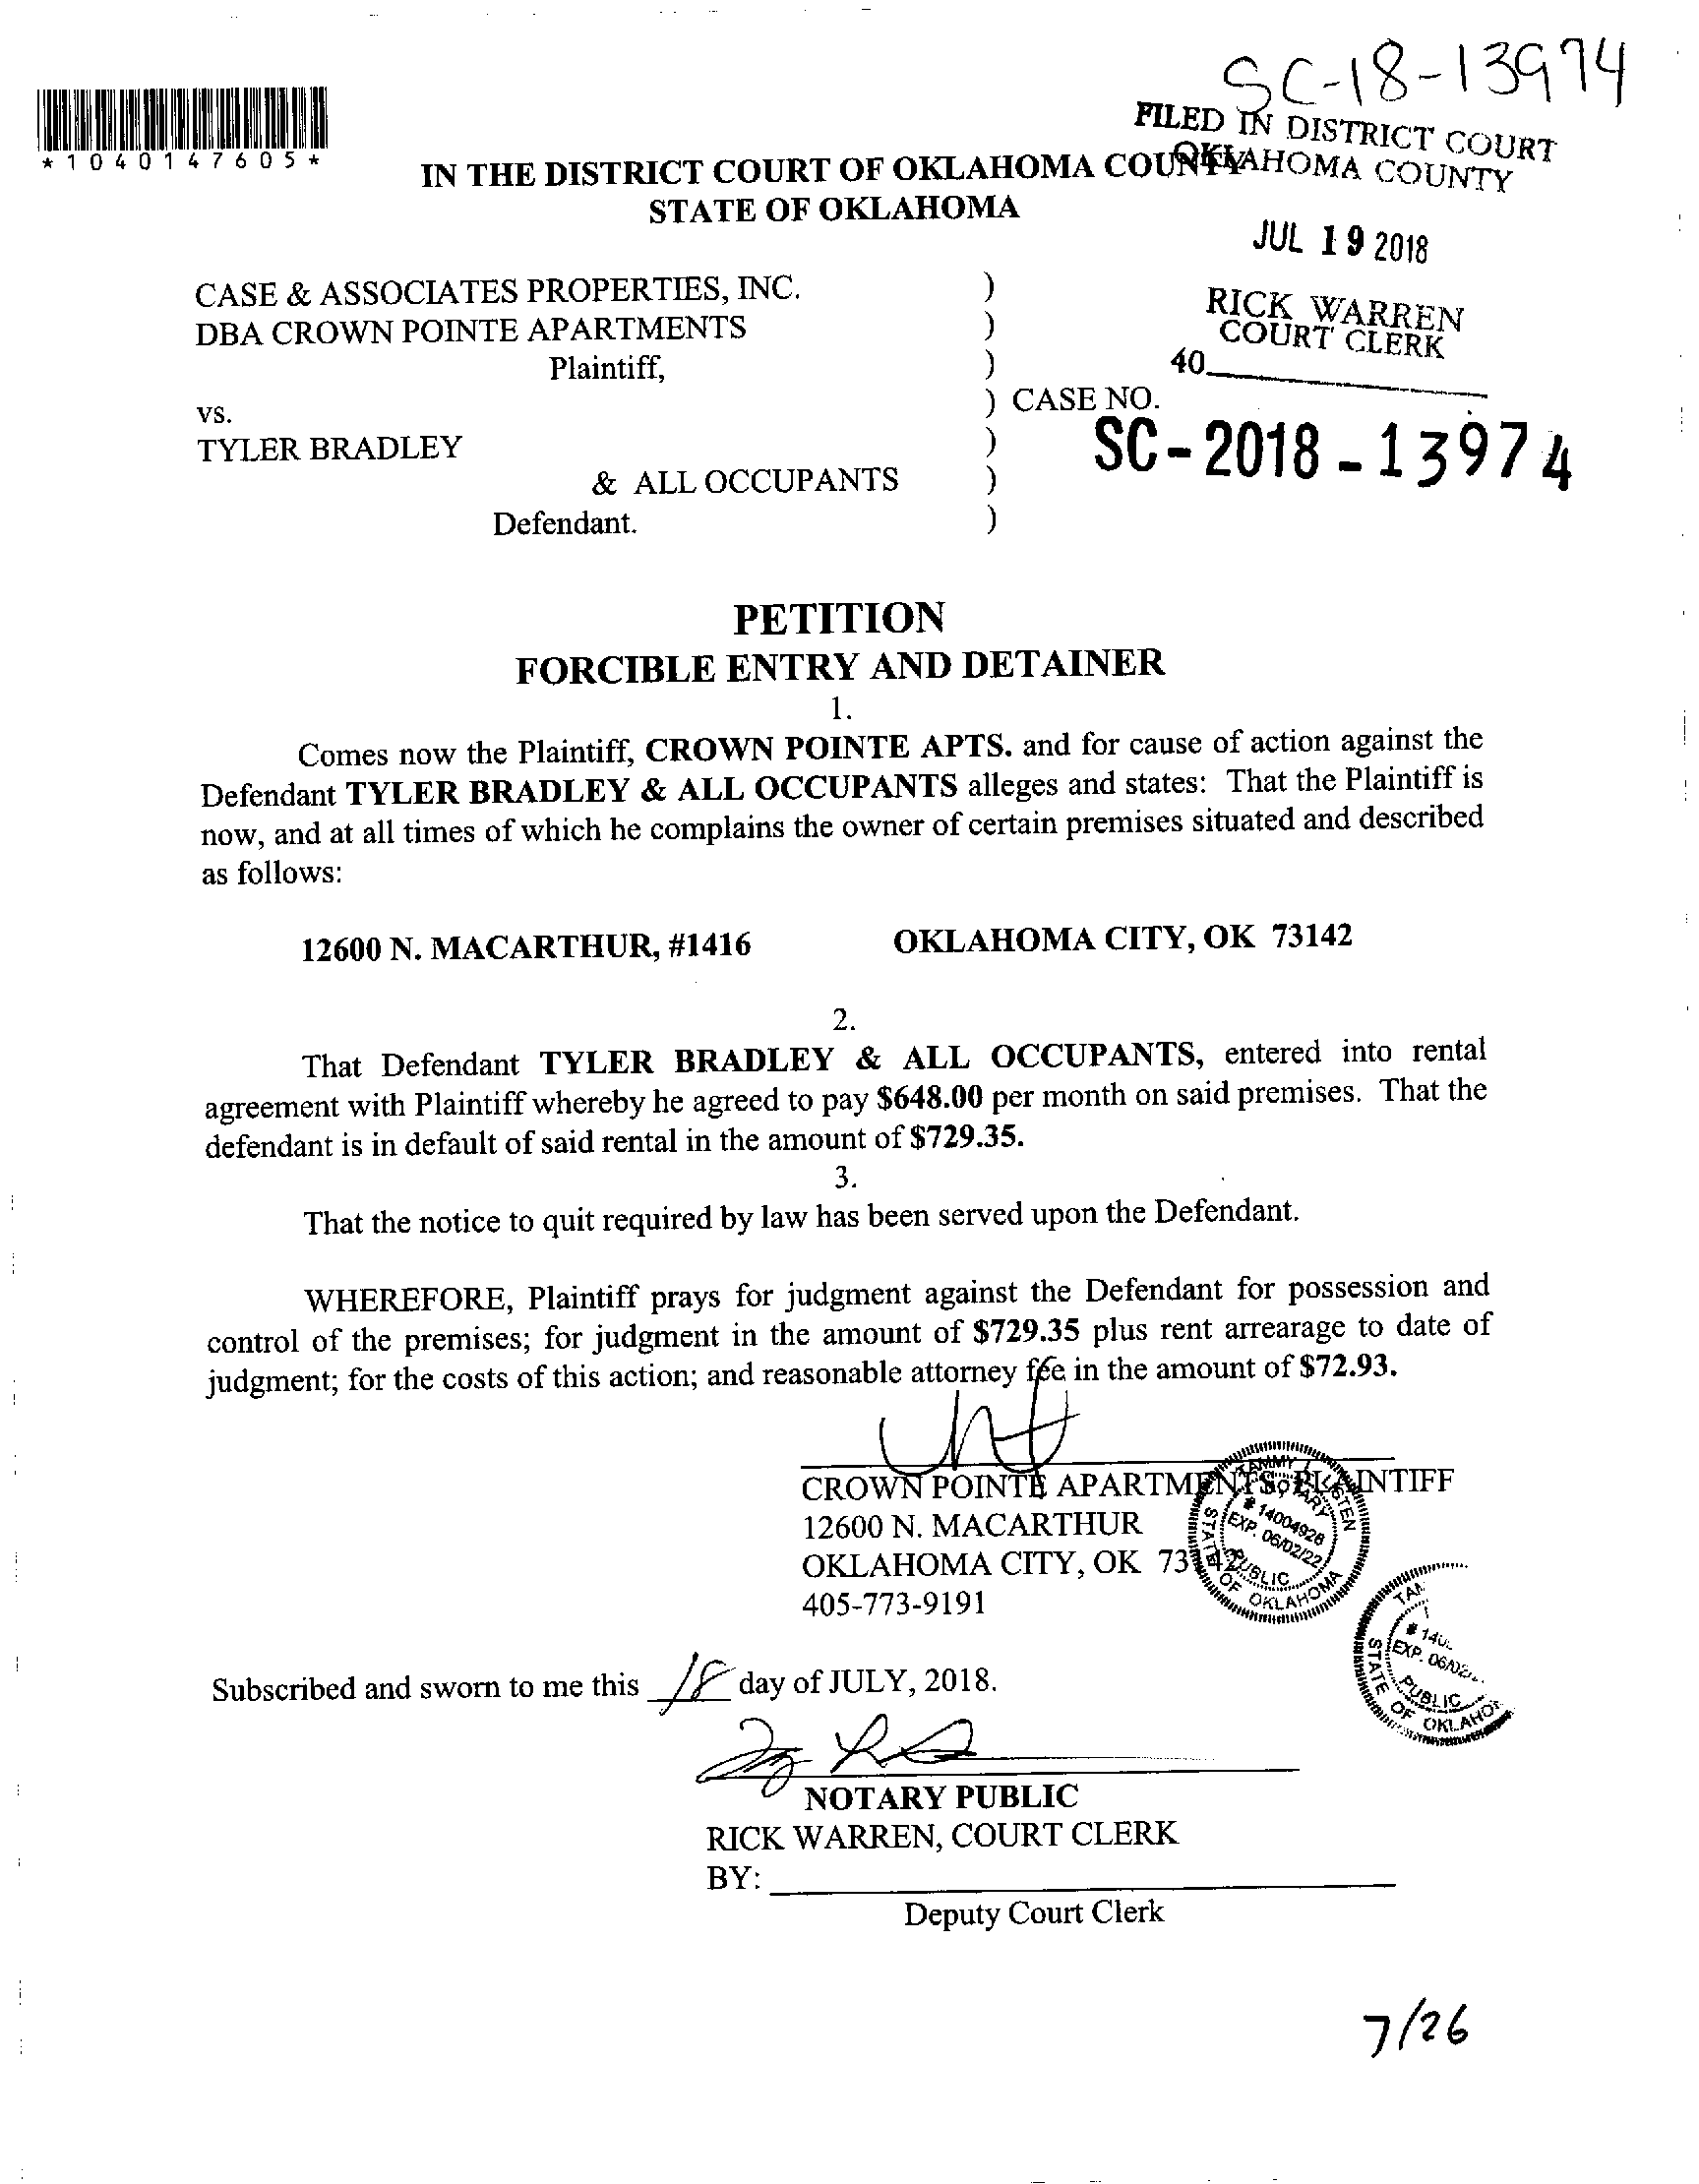 SC-18-13974
*1040147605*
FILED IN DISTRICT COURT
OKLAHOMA COUNTY
IN THE DISTRICT COURT OF OKLAHOMA COUNTY
STATE OF OKLAHOMA
JUL 19 2018
RICK WARREN
COURT CLERK
40
CASE & ASSOCIATES PROPERTIES, INC. )
DBA CROWN POINTE APARTMENTS )
Plaintiff, )
vs. ) CASE NO.
SC-2018-13974
TYLER BRADLEY )
& ALL OCCUPANTS )
Defendant. )
PETITION
FORCIBLE ENTRY AND DETAINER
1.
Comes now the Plaintiff, CROWN POINTE APTS. and for cause of action against the
Defendant TYLER BRADLEY & ALL OCCUPANTS alleges and states: That the Plaintiff is
now, and at all times of which he complains the owner of certain premises situated and described
as follows:
12600 N. MACARTHUR, #1416 OKLAHOMA CITY, OK 73142
2.
That Defendant TYLER BRADLEY & ALL OCCUPANTS, entered into rental
agreement with Plaintiff whereby he agreed to pay $648.00 per month on said premises. That the
defendant is in default of said rental in the amount of $729.35.
3.
That the notice to quit required by law has been served upon the Defendant.
WHEREFORE, Plaintiff prays for judgment against the Defendant for possession and
control of the premises; for judgment in the amount of $729.35 plus rent arrearage to date of
judgment; for the costs of this action; and reasonable attorney fee in the amount of $72.93.
CROWN POINTE APARTMENTS, PLAINTIFF
12600 N. MACARTHUR
OKLAHOMA CITY, OK 73142
405-773-9191
TAMMY
NOTARY
# 14004928
EXP. 06/02/22
PUBLIC
STATE OF OKLAHOMA
EXP. 06/02
PUBLIC
STATE OF OKLAHO
Subscribed and sworn to me this 18 day of JULY, 2018.
NOTARY PUBLIC
RICK WARREN, COURT CLERK
BY:
Deputy Court Clerk
7/26